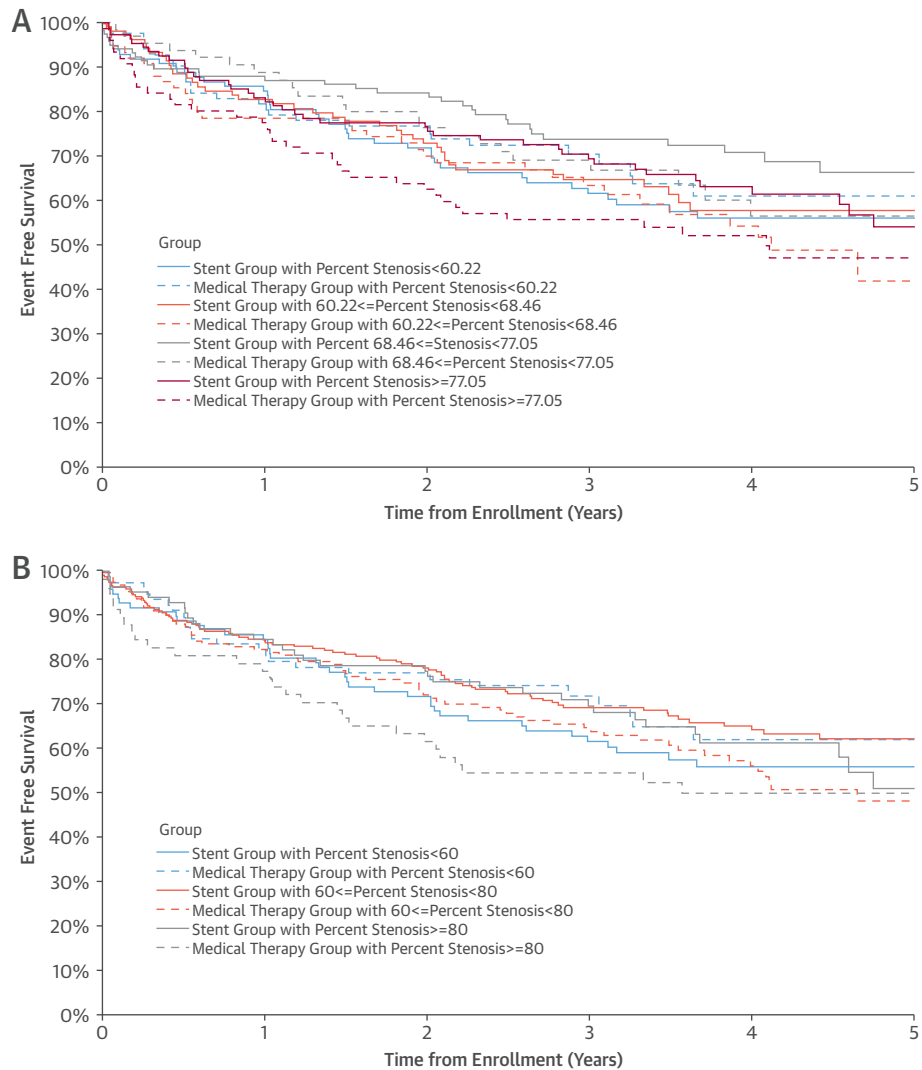 A
100%
90%
80%
70%
60%
50%
40%
30%
20%
10%
0%
Event Free Survival
Group
Stent Group with Percent Stenosis<60.22
Medical Therapy Group with Percent Stenosis<60.22
Stent Group with 60.22<=Percent Stenosis<68.46
Medical Therapy Group with 60.22<=Percent Stenosis<68.46
Stent Group with Percent 68.46<=Stenosis<77.05
Medical Therapy Group with 68.46<=Percent Stenosis<77.05
Stent Group with Percent Stenosis>=77.05
Medical Therapy Group with Percent Stenosis>=77.05
0 1 2 3 4 5
Time from Enrollment (Years)
B
100%
90%
80%
70%
60%
50%
40%
30%
20%
10%
0%
Event Free Survival
Group
Stent Group with Percent Stenosis<60
Medical Therapy Group with Percent Stenosis<60
Stent Group with 60<=Percent Stenosis<80
Medical Therapy Group with 60<=Percent Stenosis<80
Stent Group with Percent Stenosis>=80
Medical Therapy Group with Percent Stenosis>=80
0 1 2 3 4 5
Time from Enrollment (Years)